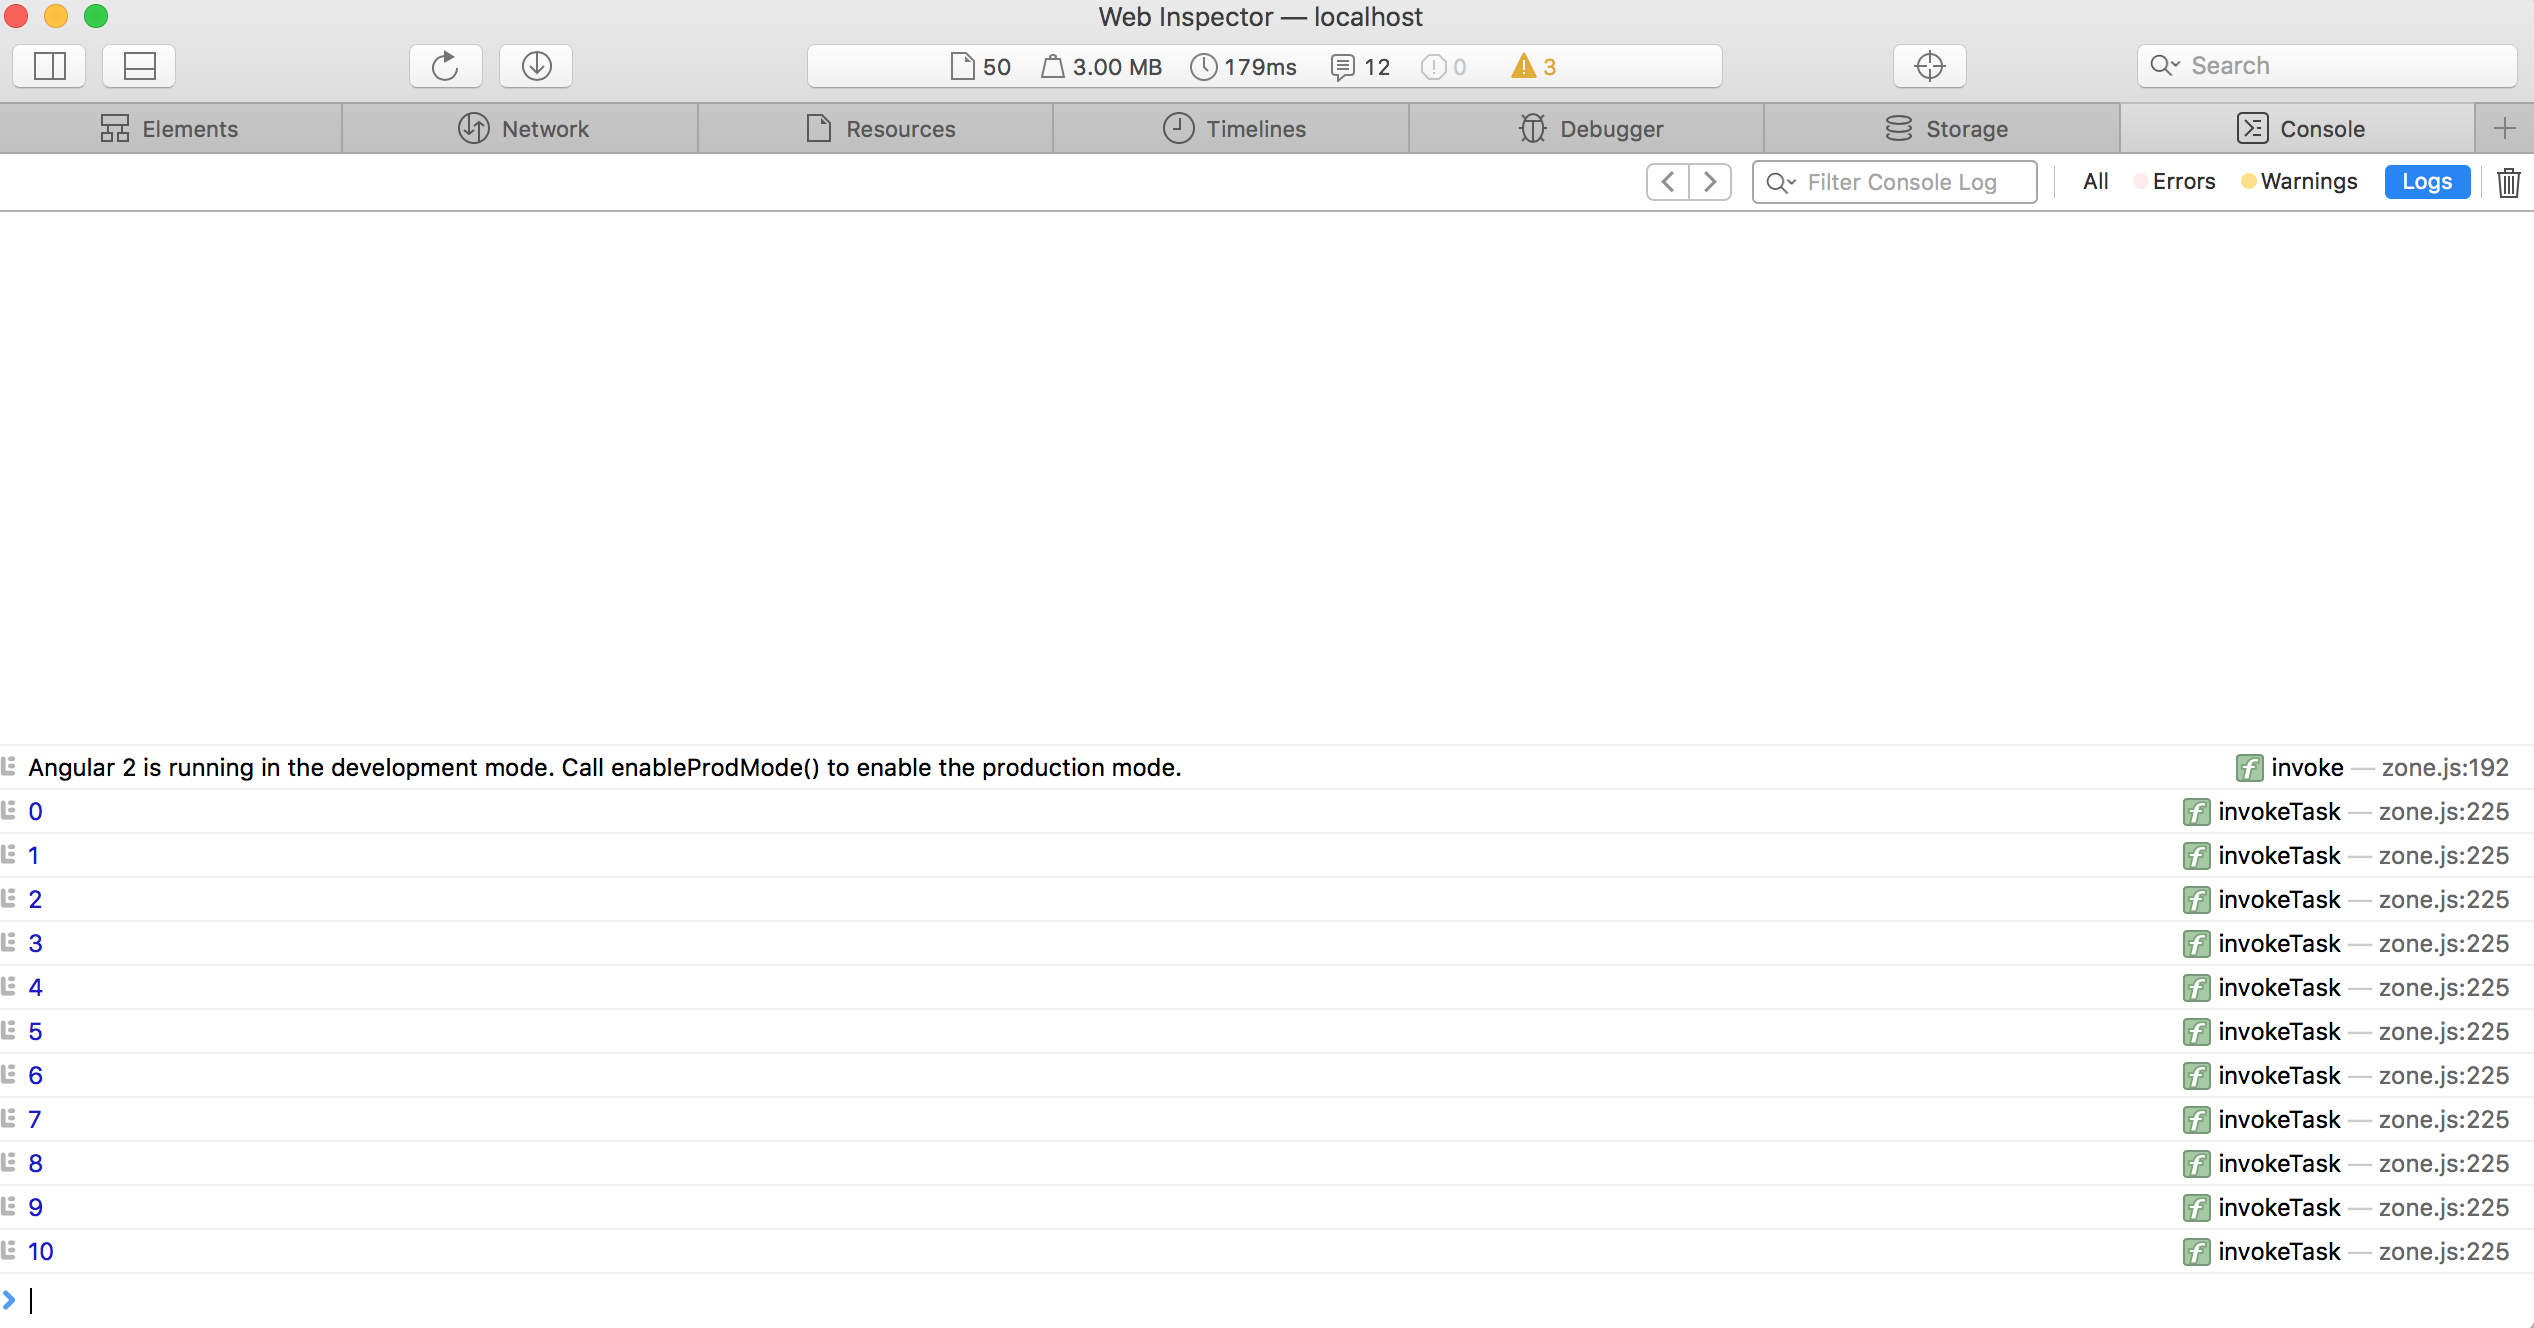 Web Inspector — localhost
50 3.00 MB 179ms 12 0 3 Search
Elements Network Resources Timelines Debugger Storage Console
Filter Console Log All Errors Warnings Logs
Angular 2 is running in the development mode. Call enableProdMode() to enable the production mode. f invoke — zone.js:192
0 f invokeTask — zone.js:225
1 f invokeTask — zone.js:225
2 f invokeTask — zone.js:225
3 f invokeTask — zone.js:225
4 f invokeTask — zone.js:225
5 f invokeTask — zone.js:225
6 f invokeTask — zone.js:225
7 f invokeTask — zone.js:225
8 f invokeTask — zone.js:225
9 f invokeTask — zone.js:225
10 f invokeTask — zone.js:225